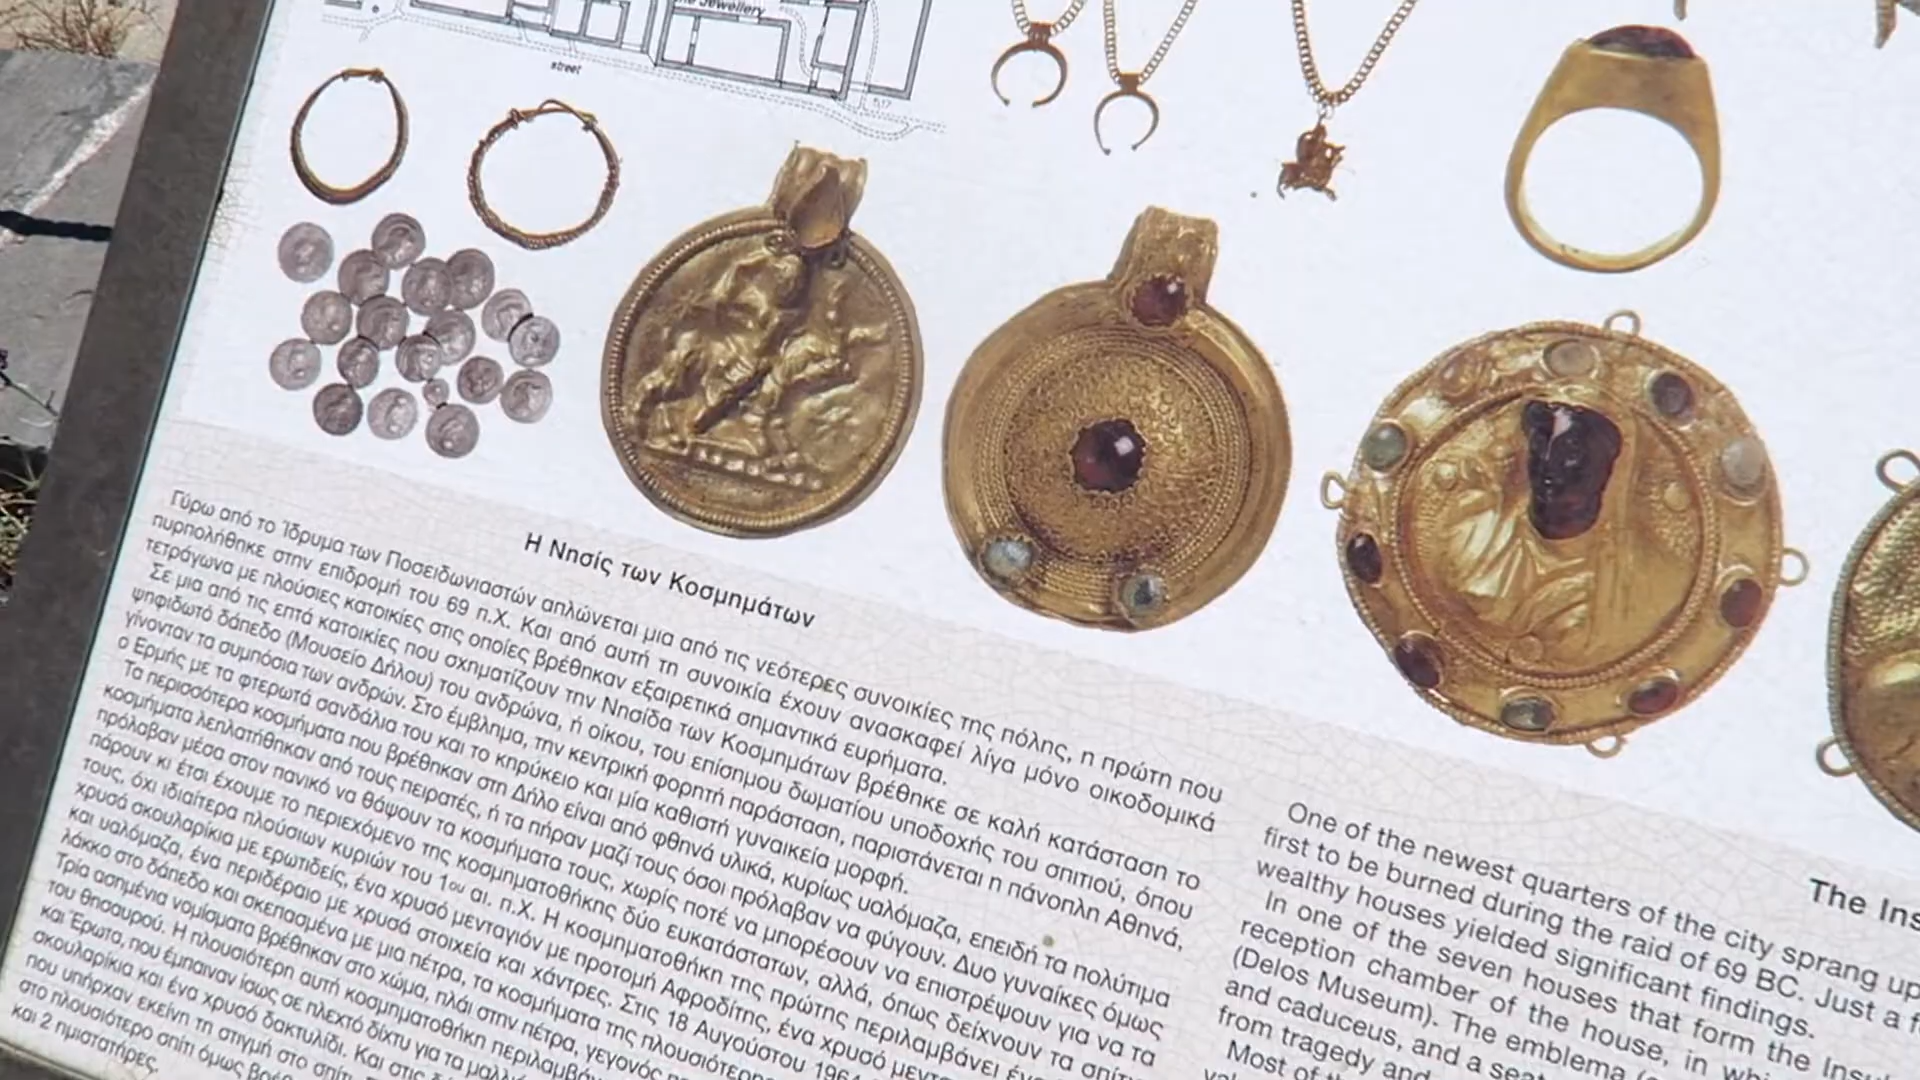 the Jewellery
street
Η Νησίς των Κοσμημάτων
Γύρω από το Ίδρυμα των Ποσειδωνιαστών απλώνεται μία από τις νεότερες συνοικίες της πόλης, η πρώτη που
πυρπολήθηκε στην επιδρομή του 69 π.Χ. Και από αυτή τη συνοικία έχουν ανασκαφεί λίγα μόνο οικοδομικά
τετράγωνα με πλούσιες κατοικίες στις οποίες βρέθηκαν εξαιρετικά σημαντικά ευρήματα.
Σε μια από τις επτά κατοικίες που σχηματίζουν την Νησίδα των Κοσμημάτων βρέθηκε σε καλή κατάσταση το
ψηφιδωτό δάπεδο (Μουσείο Δήλου) του ανδρώνα, ή οίκου, του επίσημου δωματίου υποδοχής του σπιτιού, όπου
γίνονταν τα συμπόσια των ανδρών. Στο έμβλημα, την κεντρική φορητή παράσταση, παριστάνεται η πάνοπλη Αθηνά,
ο Ερμής με τα φτερωτά σανδάλια του και το κηρύκειο και μία καθιστή γυναικεία μορφή.
Τα περισσότερα κοσμήματα που βρέθηκαν στη Δήλο είναι από φθηνά υλικά, κυρίως υαλόμαζα, επειδή τα πολύτιμα
κοσμήματα λεηλατήθηκαν από τους πειρατές, ή τα πήραν μαζί τους όσοι πρόλαβαν να φύγουν. Δυο γυναίκες όμως
πρόλαβαν μέσα στον πανικό να θάψουν τα κοσμήματα τους, χωρίς ποτέ να μπορέσουν να επιστρέψουν για να τα
πάρουν κι έτσι έχουμε το περιεχόμενο της κοσμηματοθήκης δύο ευκατάστατων, αλλά, όπως δείχνουν τα σπίτια
τους, όχι ιδιαίτερα πλούσιων κυριών του 1ου αι. π.Χ. Η κοσμηματοθήκη της πρώτης περιλαμβάνει ένα
χρυσά σκουλαρίκια με ερωτιδείς, ένα χρυσό μενταγιόν με προτομή Αφροδίτης, ένα χρυσό
και υαλόμαζα, ένα περιδέραιο με χρυσά στοιχεία και χάντρες. Στις 18 Αυγούστου 1964
λάκκο στο δάπεδο και σκεπασμένα με μια πέτρα, τα κοσμήματα της πλουσιότερης
Τρία ασημένια νομίσματα βρέθηκαν στο χώμα, πλάι στην πέτρα, γεγονός
του θησαυρού. Η πλουσιότερη αυτή κοσμηματοθήκη
και Έρωτα, που έμπαιναν ίσως σε πλεκτό δίχτυ για τα
σκουλαρίκια και ένα χρυσό δακτυλίδι. Και στις
που υπήρχαν εκείνη τη στιγμή στο σπίτι.
στο πλουσιότερο σπίτι όμως
και 2 ημιστατήρες.
The Ins
One of the newest quarters of the city sprang up
first to be burned during the raid of 69 BC. Just a f
wealthy houses yielded significant findings.
In one of the seven houses that form the Insul
reception chamber of the house, in whi
(Delos Museum). The emblema
and caduceus, and a seat
from tragedy and
Most of th